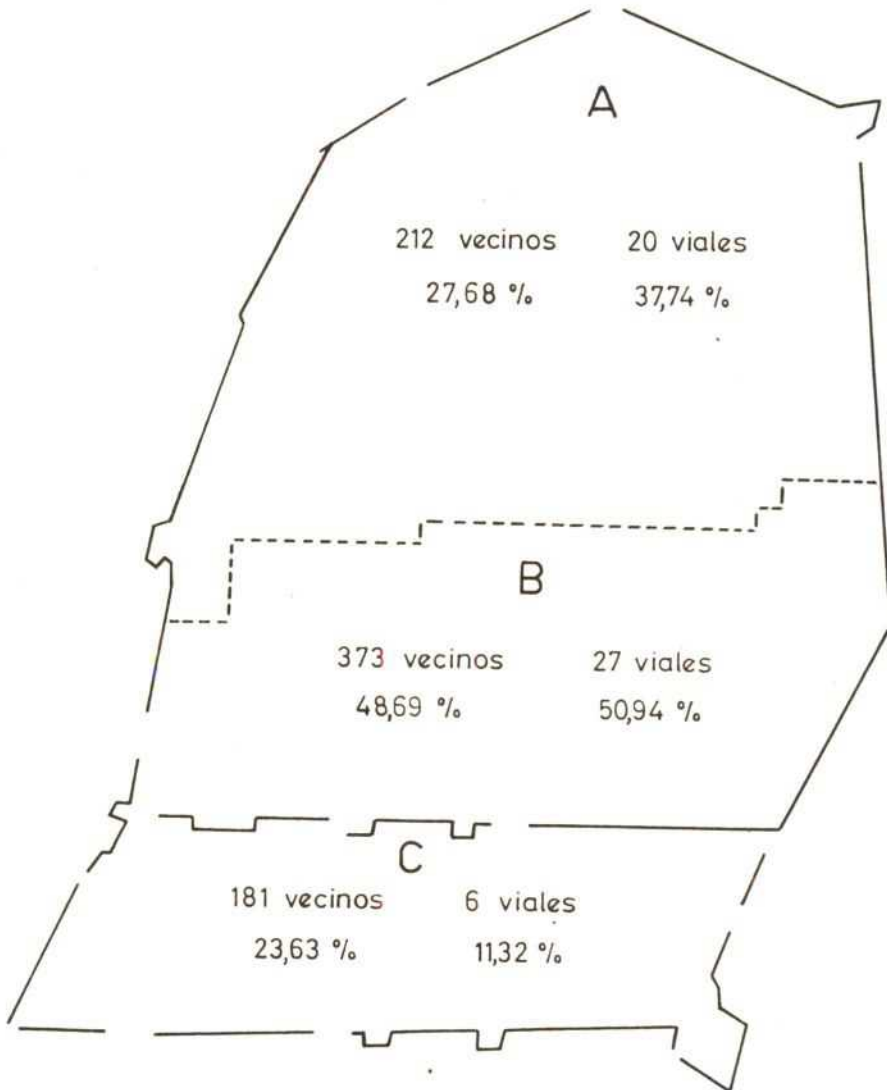 A
212 vecinos 20 viales
27,68 % 37,74 %
B
373 vecinos 27 viales
48,69 % 50,94 %
C
181 vecinos 6 viales
23,63 % 11,32 %